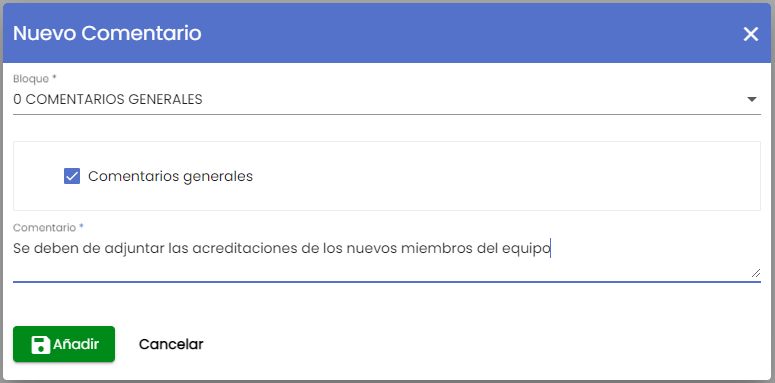 Nuevo Comentario
Bloque *
0 COMENTARIOS GENERALES
Comentarios generales
Comentario *
Se deben de adjuntar las acreditaciones de los nuevos miembros del equipo
Añadir Cancelar